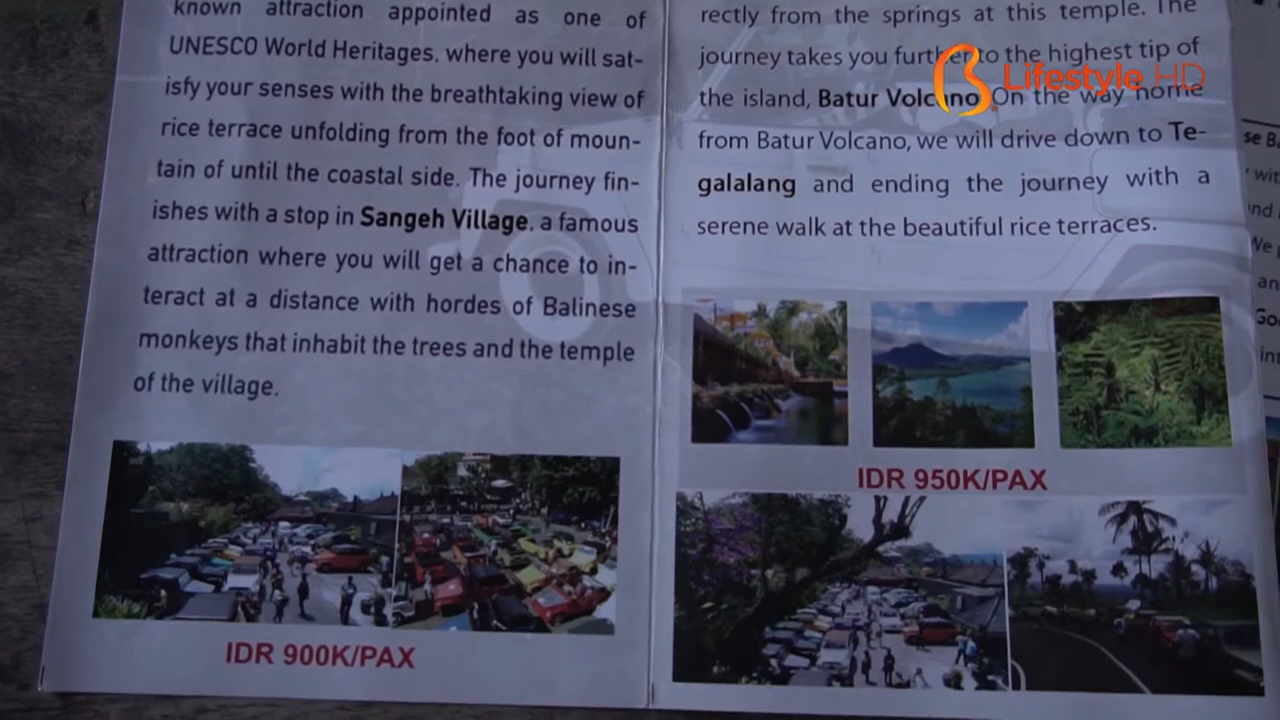 known attraction appointed as one of
UNESCO World Heritages, where you will sat-
isfy your senses with the breathtaking view of
rice terrace unfolding from the foot of moun-
tain of until the coastal side. The journey fin-
ishes with a stop in Sangeh Village, a famous
attraction where you will get a chance to in-
teract at a distance with hordes of Balinese
monkeys that inhabit the trees and the temple
of the village.
IDR 900K/PAX
rectly from the springs at this temple. The
journey takes you further to the highest tip of
the island, Batur Volcano. On the way home
from Batur Volcano, we will drive down to Te-
galalang and ending the journey with a
serene walk at the beautiful rice terraces.
IDR 950K/PAX
B Lifestyle HD
se B
wit
We
an
Go
int